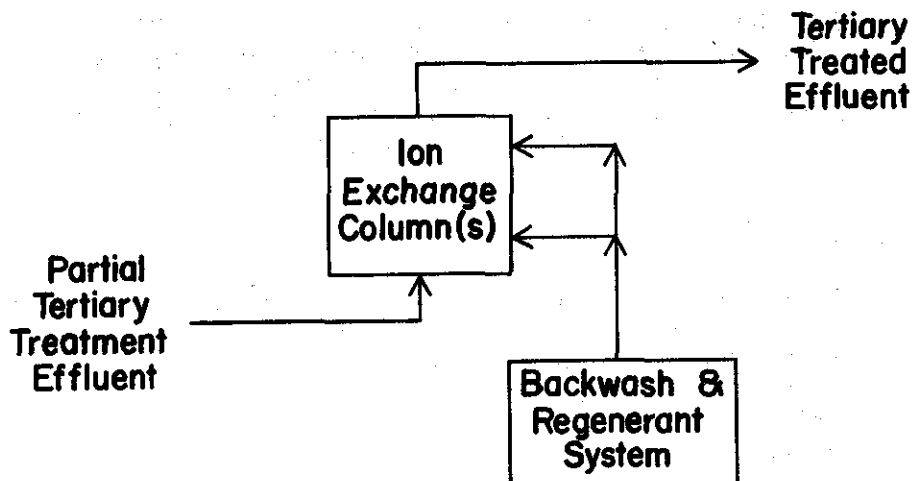 Tertiary
Treated
Effluent
Ion
Exchange
Column(s)
Partial
Tertiary
Treatment
Effluent
Backwash &
Regenerant
System